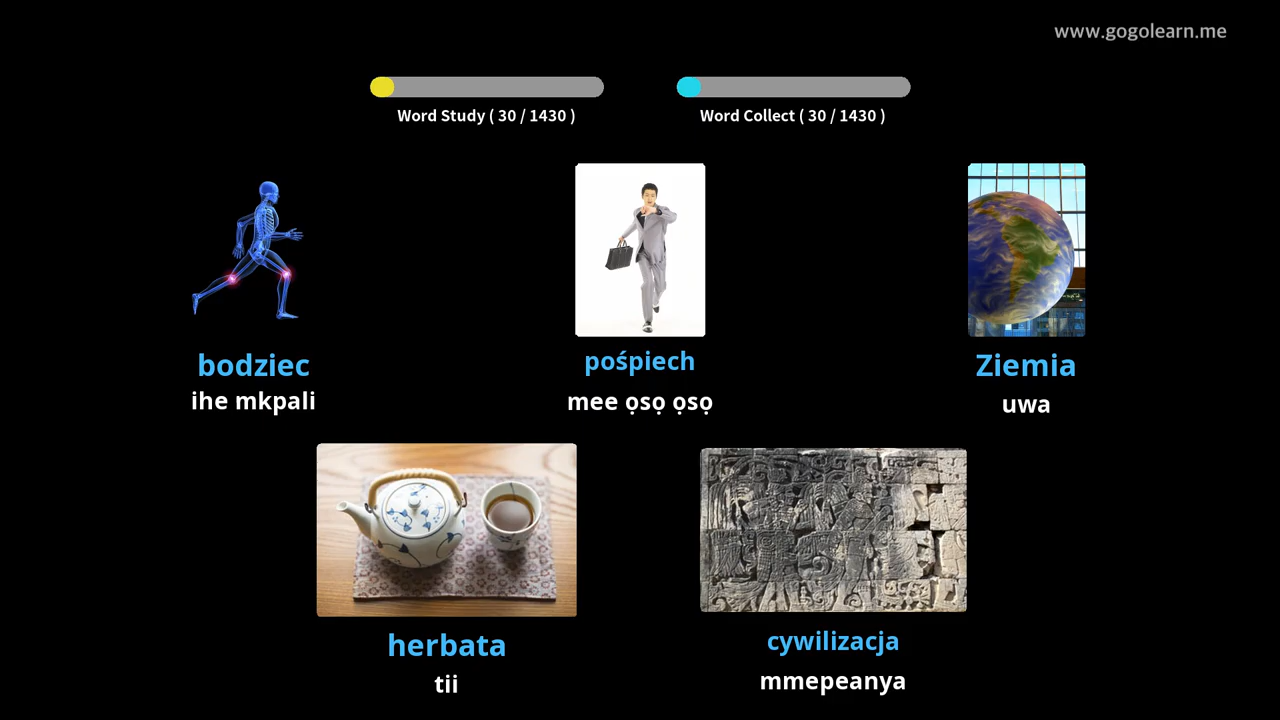 www.gogolearn.me
Word Study ( 30 / 1430 )
Word Collect ( 30 / 1430 )
bodziec
ihe mkpali
pośpiech
mee ọsọ ọsọ
Ziemia
uwa
herbata
tii
cywilizacja
mmepeanya